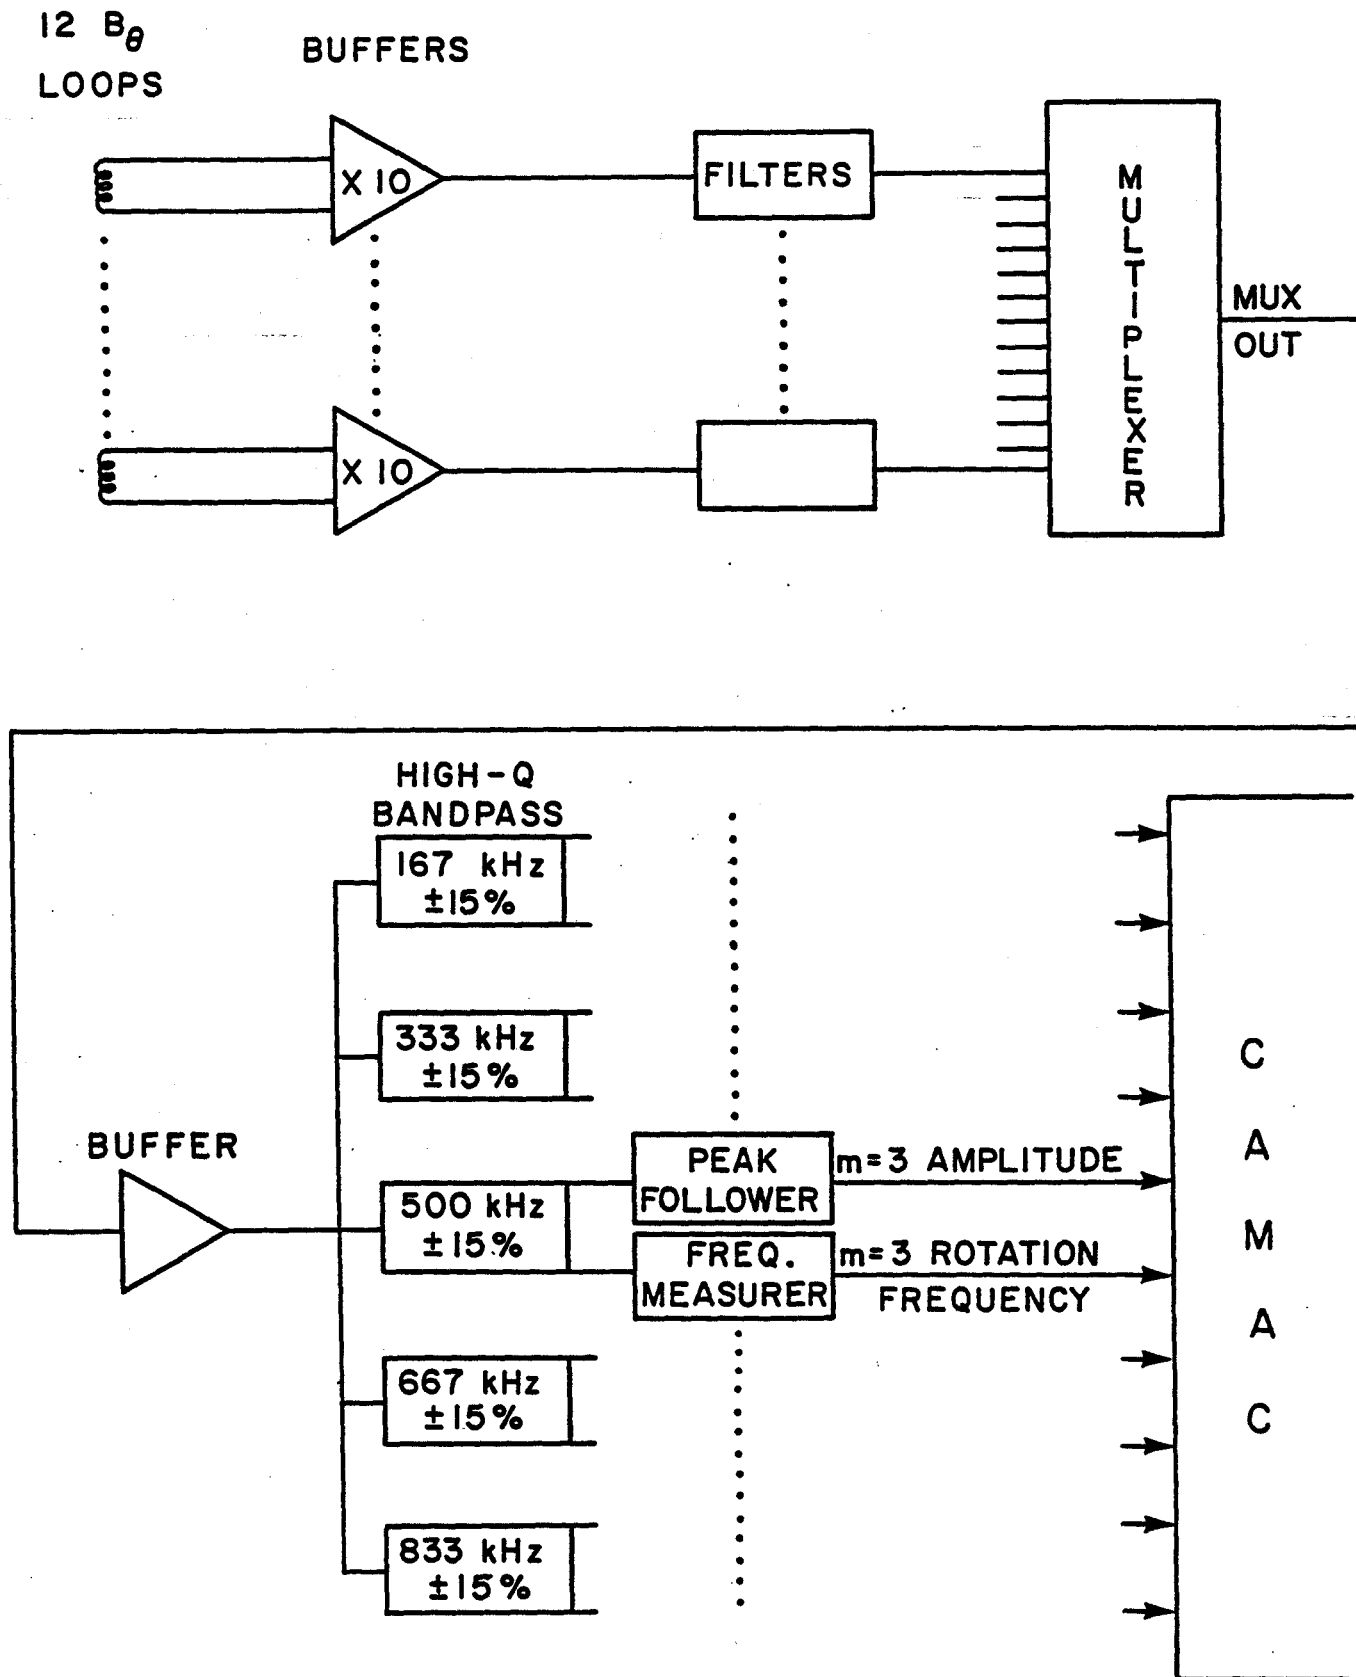 12 Bθ
LOOPS
BUFFERS
X 10
FILTERS
MULTIPLEXER
MUX
OUT
X 10
HIGH-Q
BANDPASS
167 kHz
±15%
333 kHz
±15%
BUFFER
500 kHz
±15%
PEAK
FOLLOWER
m=3 AMPLITUDE
FREQ.
MEASURER
m=3 ROTATION
FREQUENCY
667 kHz
±15%
833 kHz
±15%
CAMAC